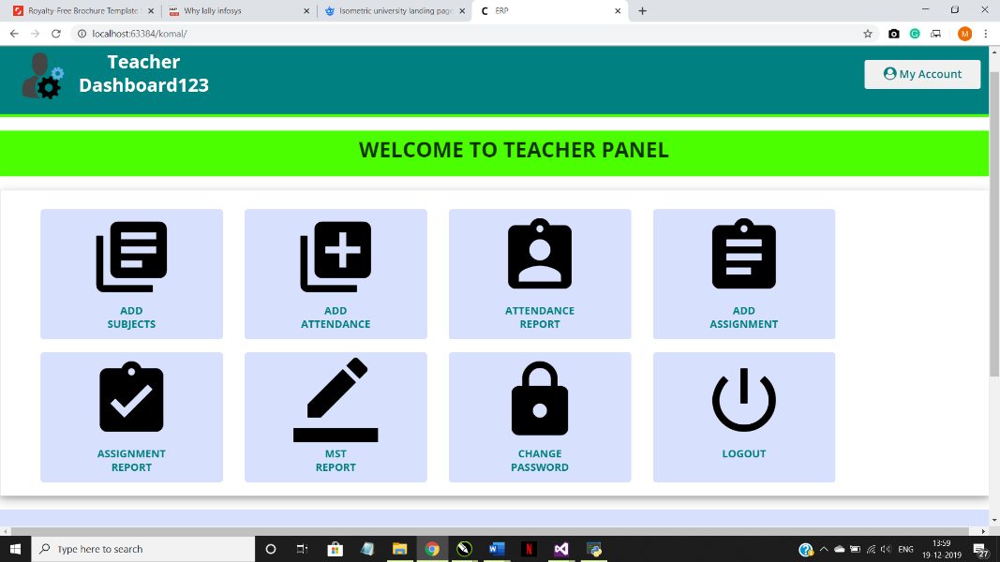 Royalty-Free Brochure Template
Why lally infosys
Isometric university landing page
ERP
localhost:63384/komal/
M
Teacher
Dashboard123
My Account
WELCOME TO TEACHER PANEL
ADD
SUBJECTS
ADD
ATTENDANCE
ATTENDANCE
REPORT
ADD
ASSIGNMENT
ASSIGNMENT
REPORT
MST
REPORT
CHANGE
PASSWORD
LOGOUT
Type here to search
ENG
13:59
19-12-2019
27